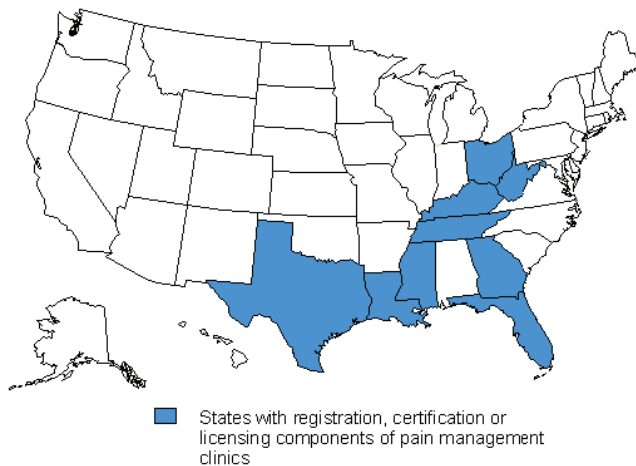 States with registration, certification or
licensing components of pain management
clinics